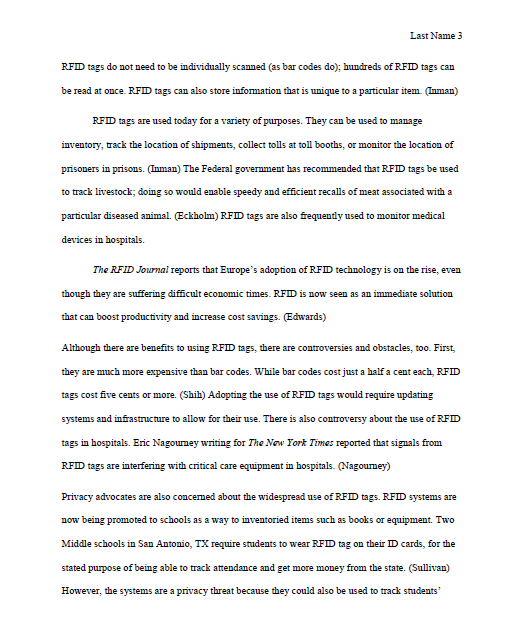 Last Name 3
RFID tags do not need to be individually scanned (as bar codes do); hundreds of RFID tags can
be read at once. RFID tags can also store information that is unique to a particular item. (Inman)
RFID tags are used today for a variety of purposes. They can be used to manage
inventory, track the location of shipments, collect tolls at toll booths, or monitor the location of
prisoners in prisons. (Inman) The Federal government has recommended that RFID tags be used
to track livestock; doing so would enable speedy and efficient recalls of meat associated with a
particular diseased animal. (Eckholm) RFID tags are also frequently used to monitor medical
devices in hospitals.
The RFID Journal reports that Europe’s adoption of RFID technology is on the rise, even
though they are suffering difficult economic times. RFID is now seen as an immediate solution
that can boost productivity and increase cost savings. (Edwards)
Although there are benefits to using RFID tags, there are controversies and obstacles, too. First,
they are much more expensive than bar codes. While bar codes cost just a half a cent each, RFID
tags cost five cents or more. (Shih) Adopting the use of RFID tags would require updating
systems and infrastructure to allow for their use. There is also controversy about the use of RFID
tags in hospitals. Eric Nagourney writing for The New York Times reported that signals from
RFID tags are interfering with critical care equipment in hospitals. (Nagourney)
Privacy advocates are also concerned about the widespread use of RFID tags. RFID systems are
now being promoted to schools as a way to inventoried items such as books or equipment. Two
Middle schools in San Antonio, TX require students to wear RFID tag on their ID cards, for the
stated purpose of being able to track attendance and get more money from the state. (Sullivan)
However, the systems are a privacy threat because they could also be used to track students’